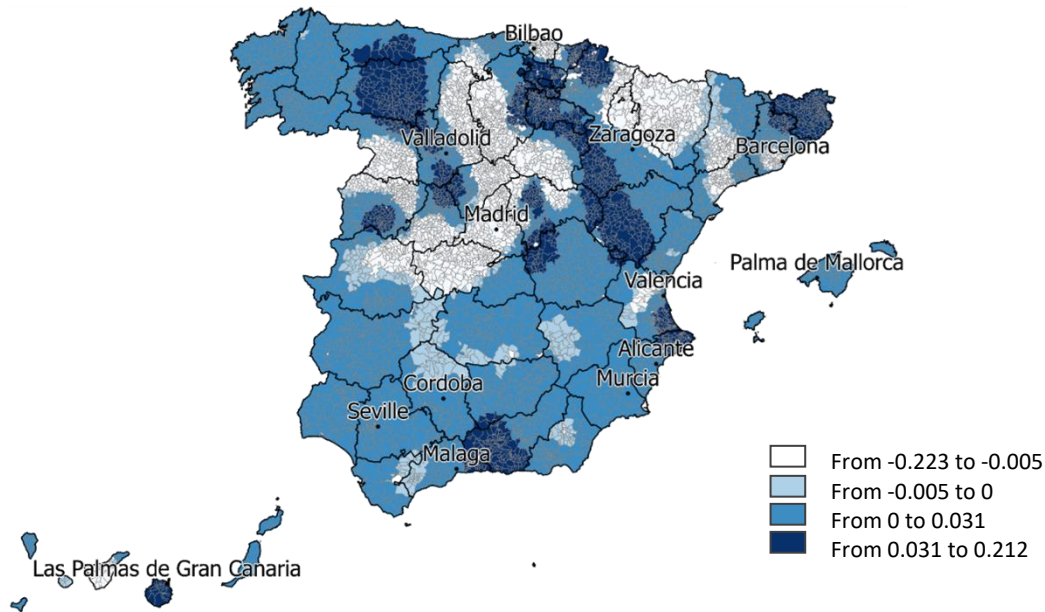 Bilbao
Valladolid
Zaragoza
Barcelona
Madrid
Palma de Mallorca
Valencia
Alicante
Murcia
Cordoba
Seville
Malaga
From -0.223 to -0.005
From -0.005 to 0
From 0 to 0.031
From 0.031 to 0.212
Las Palmas de Gran Canaria